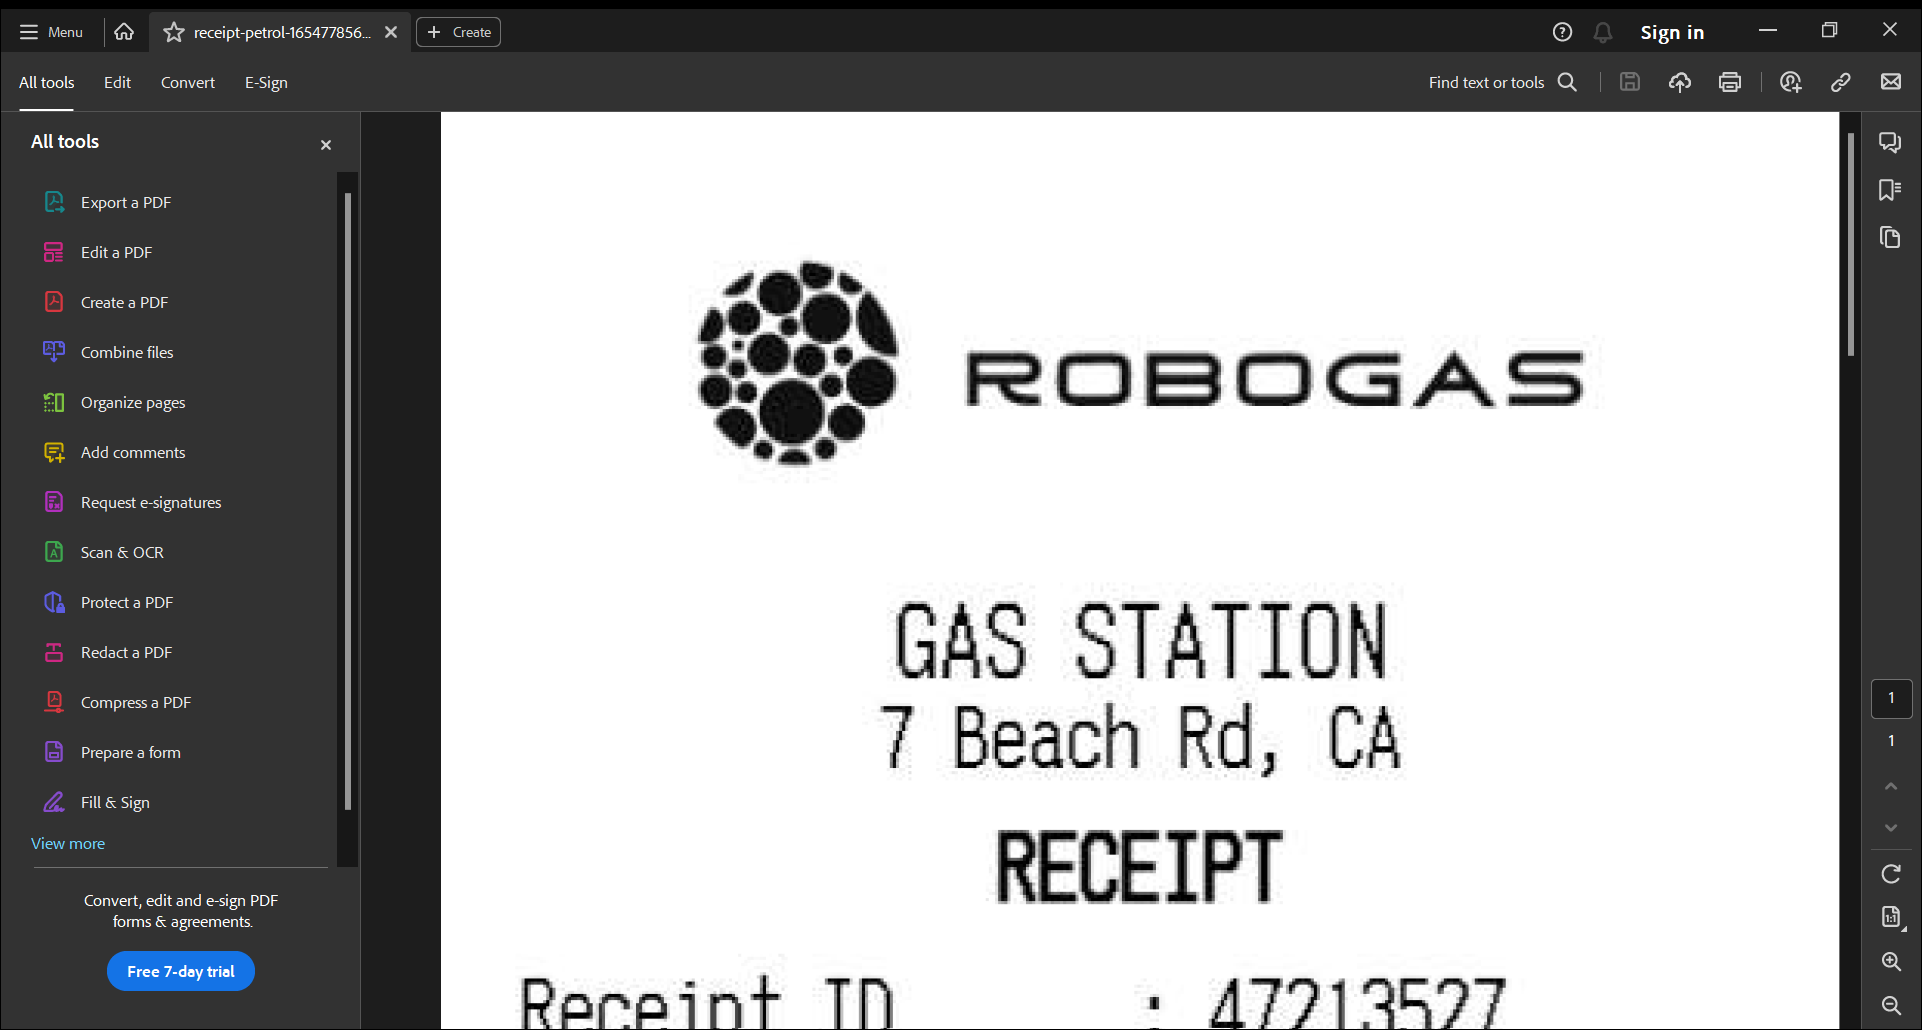 Menu
receipt-petrol-165477856...
Create
Sign in
All tools
Edit
Convert
E-Sign
Find text or tools
All tools
Export a PDF
Edit a PDF
Create a PDF
Combine files
Organize pages
Add comments
Request e-signatures
Scan & OCR
Protect a PDF
Redact a PDF
Compress a PDF
Prepare a form
Fill & Sign
View more
Convert, edit and e-sign PDF
forms & agreements.
Free 7-day trial
ROBOGAS
GAS STATION
7 Beach Rd, CA
RECEIPT
Receipt ID : 47213527
1
1
1:1